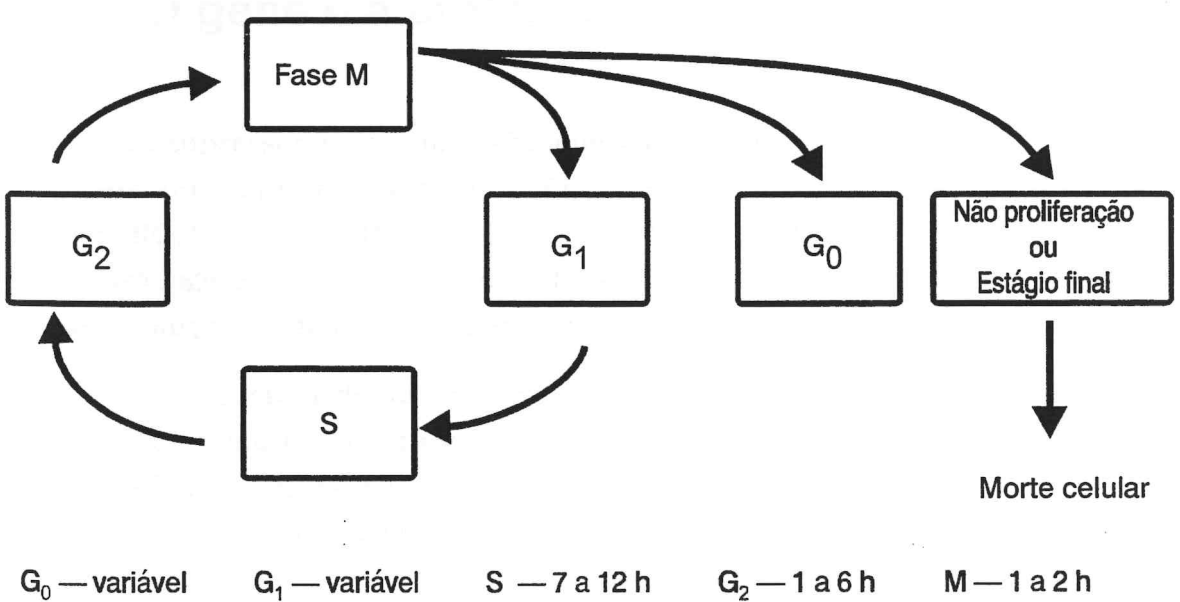 Fase M
G₂
G₁
G₀
Não proliferação
ou
Estágio final
S
Morte celular
G₀ — variável G₁ — variável S — 7 a 12 h G₂ — 1 a 6 h M — 1 a 2 h